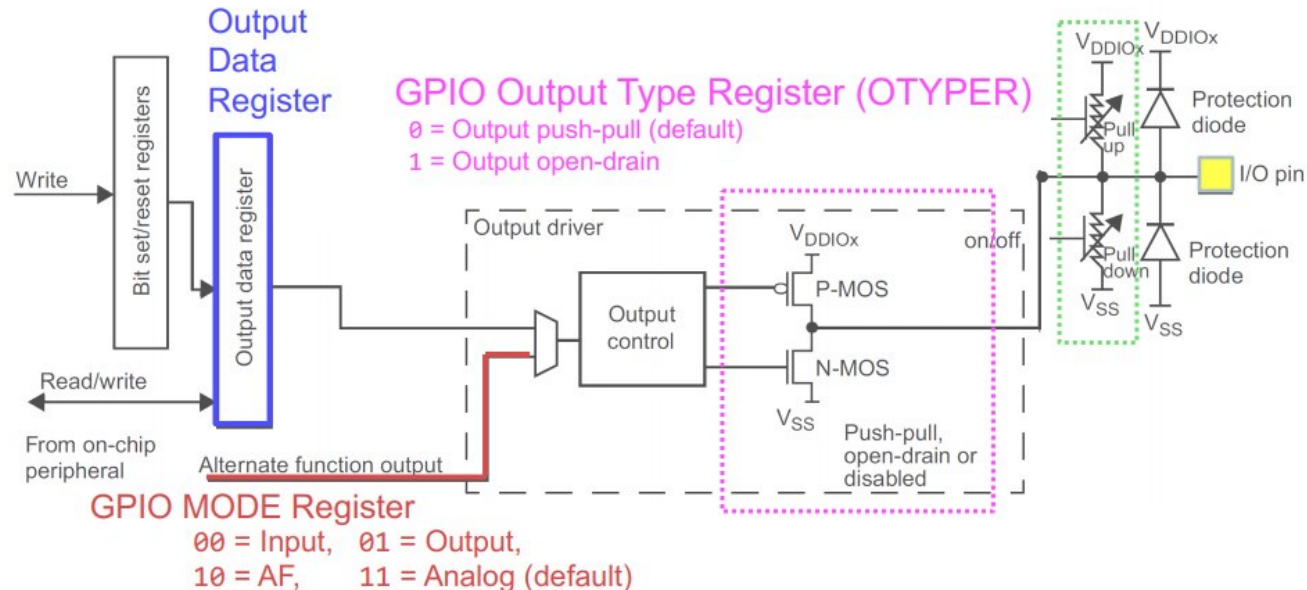 Output
Data
Register
GPIO Output Type Register (OTYPER)
0 = Output push-pull (default)
1 = Output open-drain
Write
Bit set/reset registers
Output data register
Read/write
From on-chip
peripheral
Alternate function output
GPIO MODE Register
00 = Input, 01 = Output,
10 = AF, 11 = Analog (default)
Output driver
Output
control
VDDIOx
on/off
P-MOS
N-MOS
VSS
Push-pull,
open-drain or
disabled
VDDIOx
Pull
up
Pull
down
VSS
VDDIOx
Protection
diode
I/O pin
Protection
diode
VSS